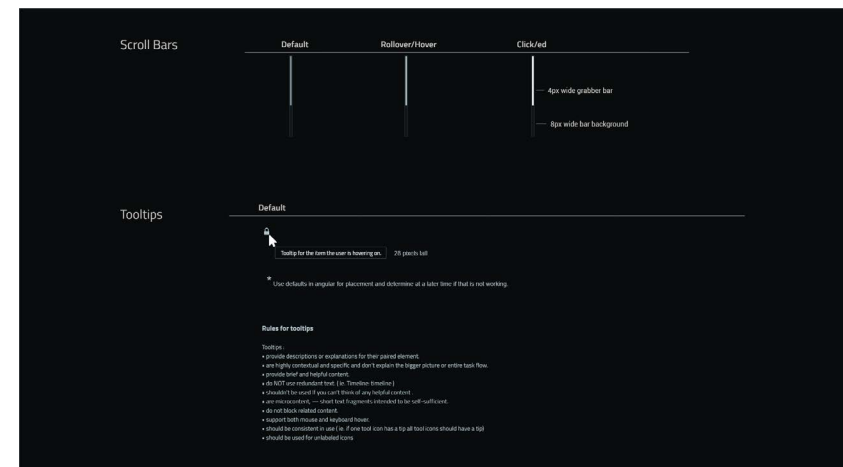 Scroll Bars
Default Rollover/Hover Click/ed
4px wide grabber bar
8px wide bar background
Tooltips
Default
Tooltip for the item the user is hovering on. 28 pixels tall
* Use defaults in angular for placement and determine at a later time if that is not working.
Rules for tooltips
Tooltips :
• provide descriptions or explanations for their paired element.
• are highly contextual and specific and don't explain the bigger picture or entire task flow.
• provide brief and helpful content.
• do NOT use redundant text. ( ie. Timeline-timeline )
• shouldn't be used if you can't think of any helpful content .
• are microcontent, — short text fragments intended to be self-sufficient.
• do not block related content.
• support both mouse and keyboard hover.
• should be consistent in use ( ie. if one tool icon has a tip all tool icons should have a tip)
• should be used for unlabeled icons